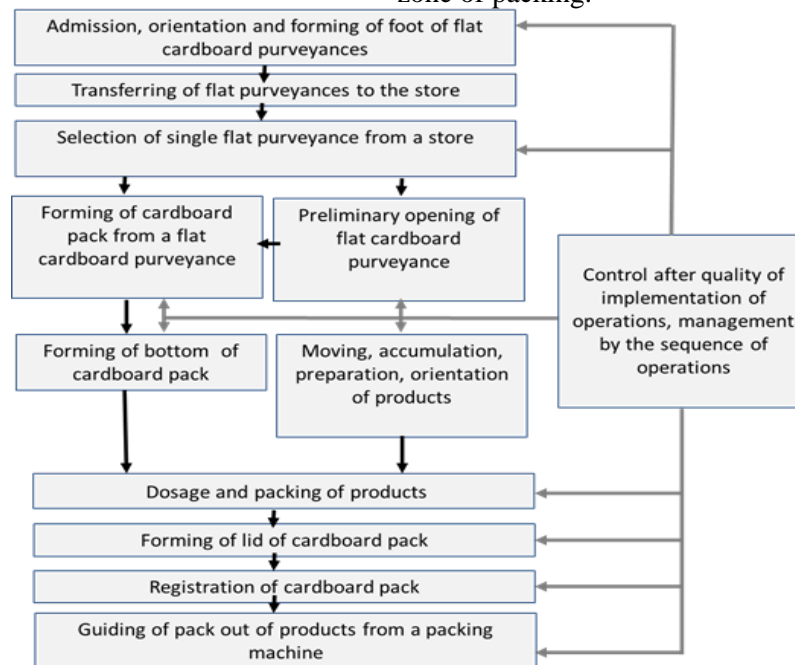 zone of packing.
Admission, orientation and forming of foot of flat
cardboard purveyances
Transferring of flat purveyances to the store
Selection of single flat purveyance from a store
Forming of cardboard
pack from a flat
cardboard purveyance
Preliminary opening of
flat cardboard
purveyance
Control after quality of
implementation of
operations, management
by the sequence of
operations
Forming of bottom of
cardboard pack
Moving, accumulation,
preparation, orientation
of products
Dosage and packing of products
Forming of lid of cardboard pack
Registration of cardboard pack
Guiding of pack out of products from a packing
machine